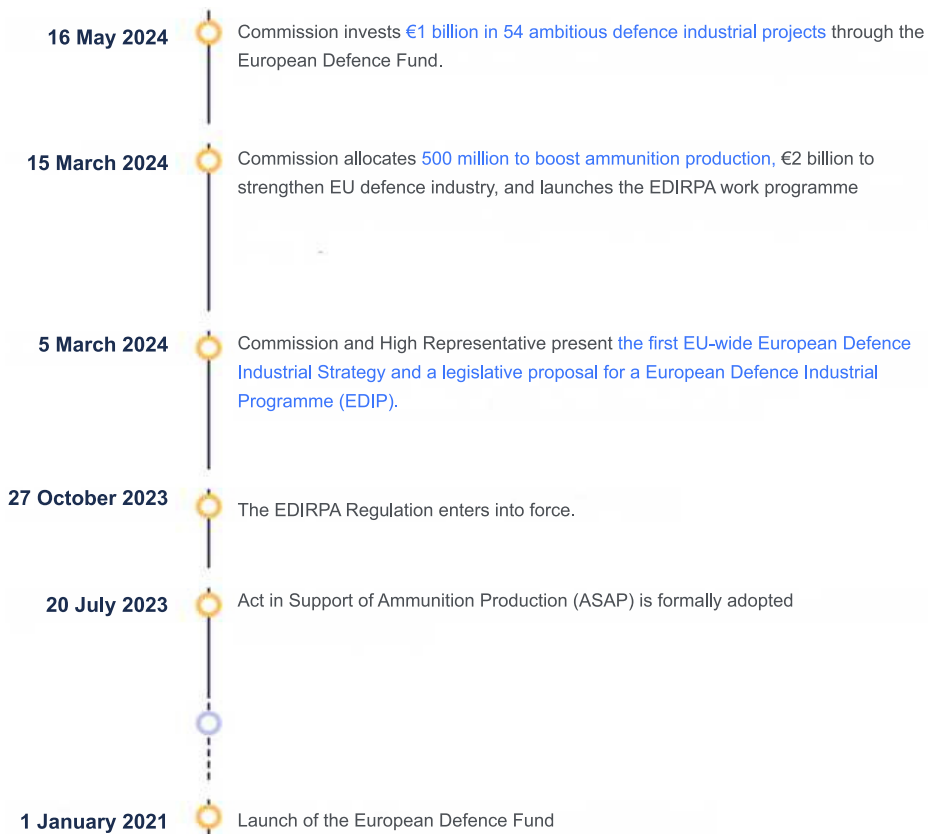 16 May 2024
Commission invests €1 billion in 54 ambitious defence industrial projects through the
European Defence Fund.
15 March 2024
Commission allocates 500 million to boost ammunition production, €2 billion to
strengthen EU defence industry, and launches the EDIRPA work programme
5 March 2024
Commission and High Representative present the first EU-wide European Defence
Industrial Strategy and a legislative proposal for a European Defence Industrial
Programme (EDIP).
27 October 2023
The EDIRPA Regulation enters into force.
20 July 2023
Act in Support of Ammunition Production (ASAP) is formally adopted
1 January 2021
Launch of the European Defence Fund